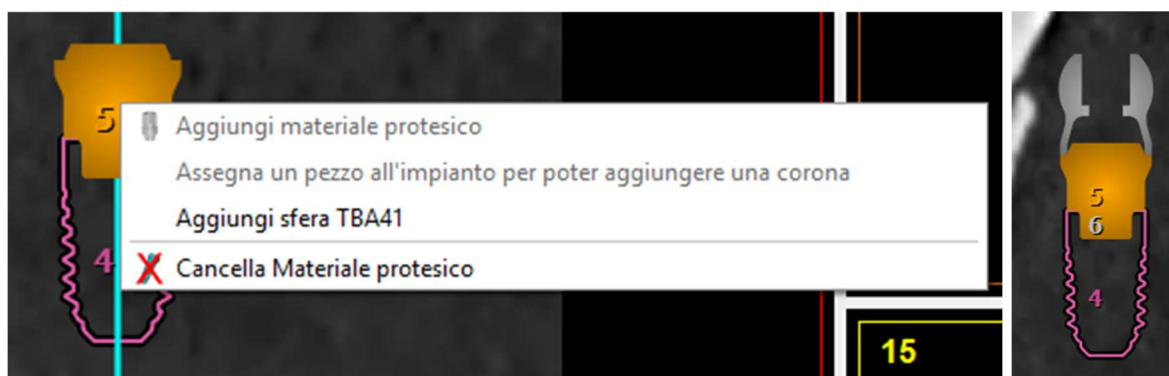 5
Aggiungi materiale protesico
Assegna un pezzo all'impianto per poter aggiungere una corona
Aggiungi sfera TBA41
4
Cancella Materiale protesico
15
5
6
4